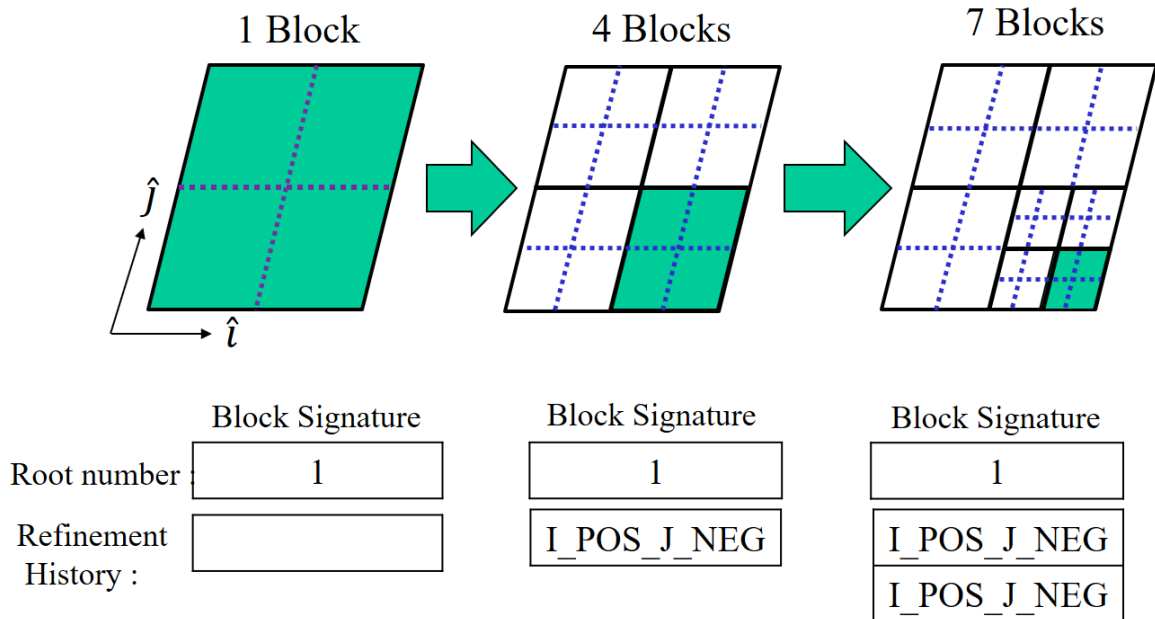 1 Block
4 Blocks
7 Blocks
ĵ
î
Block Signature
Block Signature
Block Signature
Root number :
1
1
1
Refinement
History :
I_POS_J_NEG
I_POS_J_NEG
I_POS_J_NEG